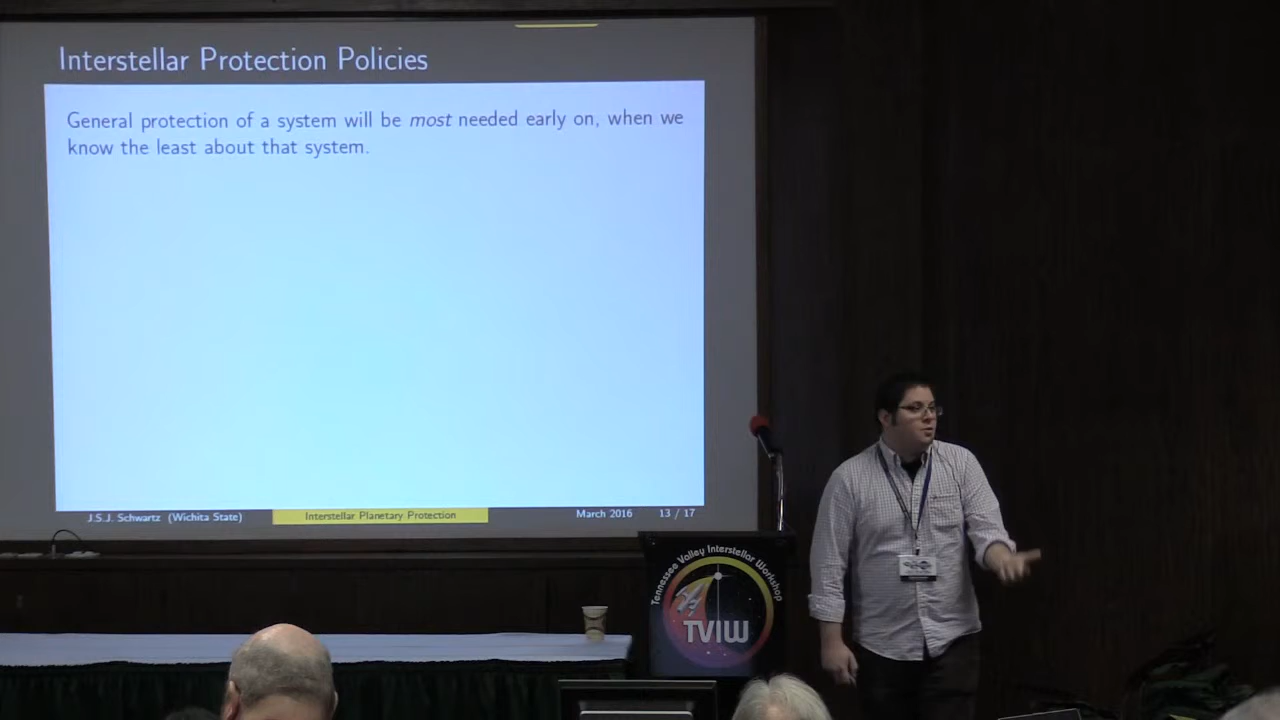 Interstellar Protection Policies
General protection of a system will be most needed early on, when we
know the least about that system.
J.S.J. Schwartz (Wichita State)
Interstellar Planetary Protection
March 2016
13 / 17
Tennessee Valley Interstellar Workshop
TVIW